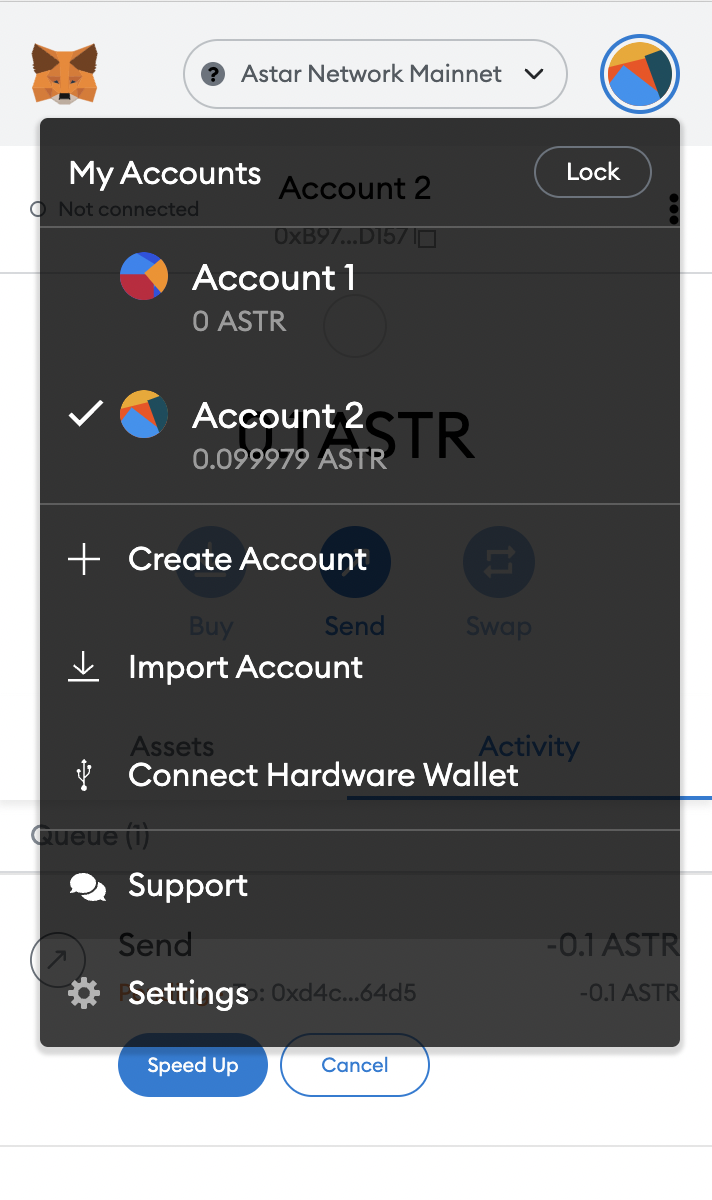 ? Astar Network Mainnet
My Accounts
Lock
Account 2
Not connected
0xB97...D157
Account 1
0 ASTR
Account 2
0.099979 ASTR
0.1 ASTR
Create Account
Buy
Send
Swap
Import Account
Assets
Activity
Connect Hardware Wallet
Queue (1)
Support
Send
-0.1 ASTR
Settings
To: 0xd4c...64d5
-0.1 ASTR
Speed Up
Cancel